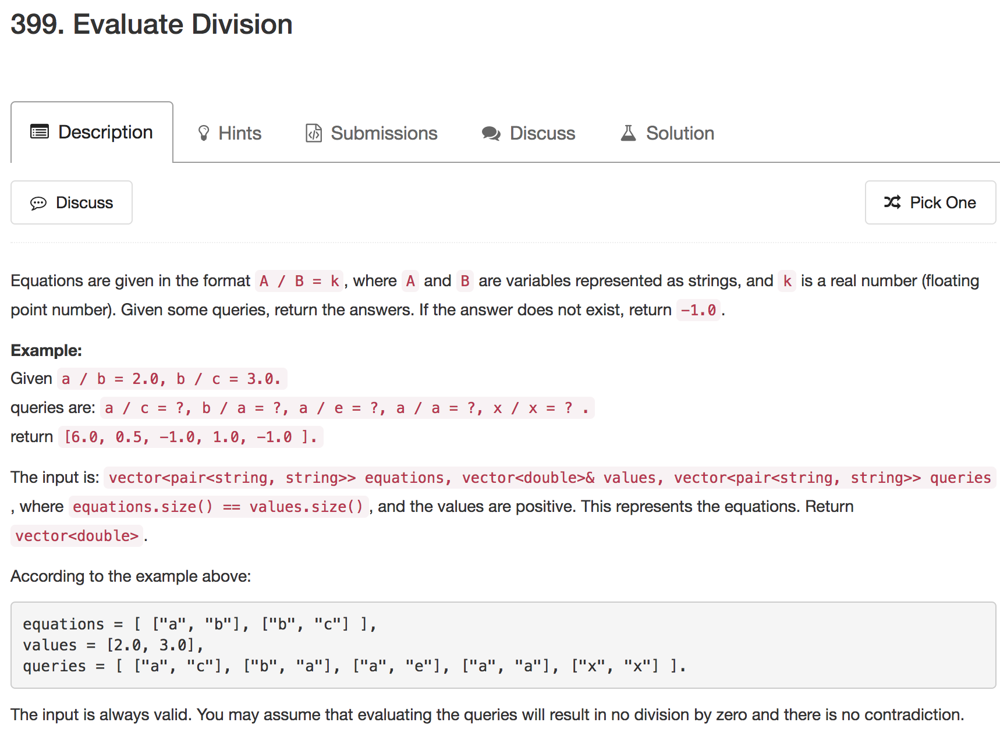 399. Evaluate Division
Description
Hints
Submissions
Discuss
Solution
Discuss
Pick One
Equations are given in the format A / B = k, where A and B are variables represented as strings, and k is a real number (floating
point number). Given some queries, return the answers. If the answer does not exist, return -1.0.
Example:
Given a / b = 2.0, b / c = 3.0.
queries are: a / c = ?, b / a = ?, a / e = ?, a / a = ?, x / x = ? .
return [6.0, 0.5, -1.0, 1.0, -1.0 ].
The input is: vector<pair<string, string>> equations, vector<double>& values, vector<pair<string, string>> queries
, where equations.size() == values.size(), and the values are positive. This represents the equations. Return
vector<double>.
According to the example above:
equations = [ ["a", "b"], ["b", "c"] ],
values = [2.0, 3.0],
queries = [ ["a", "c"], ["b", "a"], ["a", "e"], ["a", "a"], ["x", "x"] ].
The input is always valid. You may assume that evaluating the queries will result in no division by zero and there is no contradiction.